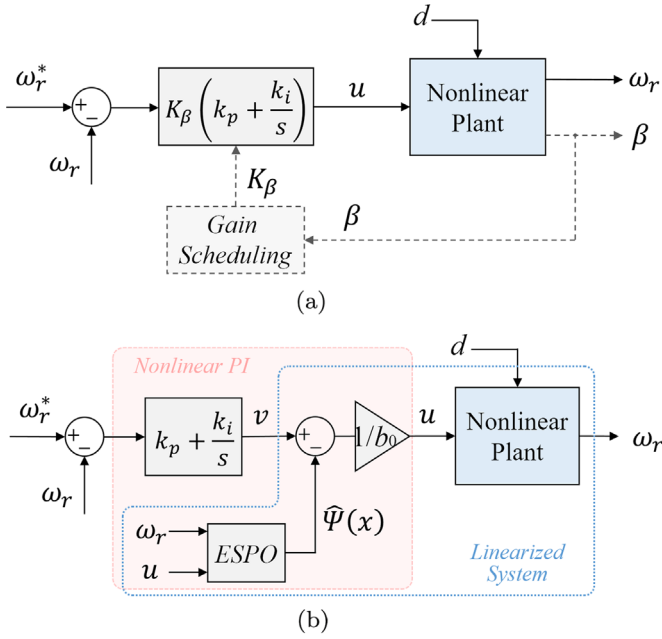 d
ω_r^*
+
−
ω_r
K_β (k_p + k_i/s)
u
Nonlinear
Plant
ω_r
β
K_β
Gain
Scheduling
β
(a)
Nonlinear PI
d
ω_r^*
+
−
ω_r
k_p + k_i/s
v
+
−
1/b_0
u
Nonlinear
Plant
ω_r
Ψ̂(x)
ω_r
u
ESPO
Linearized
System
(b)